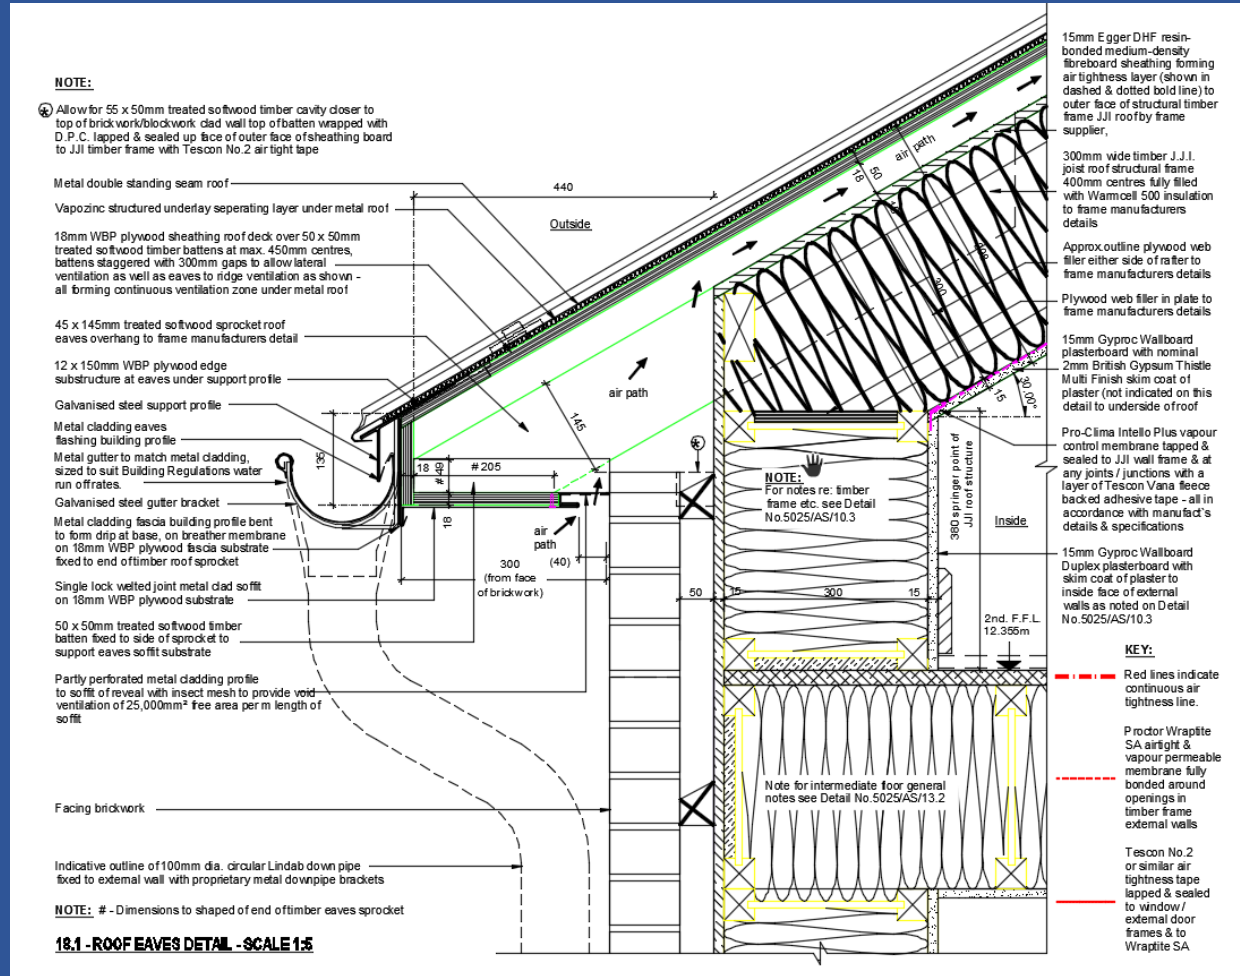 NOTE:
* Allow for 55 x 50mm treated softwood timber cavity closer to
top of brickwork/blockwork clad wall top of batten wrapped with
D.P.C. lapped & sealed up face of outer face of sheathing board
to JJI timber frame with Tescon No.2 air tight tape
Metal double standing seam roof
Vapozinc structured underlay seperating layer under metal roof
18mm WBP plywood sheathing roof deck over 50 x 50mm
treated softwood timber battens at max. 450mm centres,
battens staggered with 300mm gaps to allow lateral
ventilation as well as eaves to ridge ventilation as shown -
all forming continuous ventilation zone under metal roof
45 x 145mm treated softwood sprocket roof
eaves overhang to frame manufacturers detail
12 x 150mm WBP plywood edge
substructure at eaves under support profile
Galvanised steel support profile
Metal cladding eaves
flashing building profile
Metal gutter to match metal cladding,
sized to suit Building Regulations water
run off rates.
Galvanised steel gutter bracket
Metal cladding fascia building profile bent
to form drip at base, on breather membrane
on 18mm WBP plywood fascia substrate
fixed to end of timber roof sprocket
Single lock welted joint metal clad soffit
on 18mm WBP plywood substrate
50 x 50mm treated softwood timber
batten fixed to side of sprocket to
support eaves soffit substrate
Partly perforated metal cladding profile
to soffit of reveal with insect mesh to provide void
ventilation of 25,000mm² free area per m length of
soffit
Facing brickwork
Indicative outline of 100mm dia. circular Lindab down pipe
fixed to external wall with proprietary metal downpipe brackets
NOTE: # - Dimensions to shaped of end of timber eaves sprocket
18.1 - ROOF EAVES DETAIL - SCALE 1:5
440
Outside
air path
50
18
air path
145
135
18
# 49
# 205
18
air
path
(40)
300
(from face
of brickwork)
*
50
15
300
15
300
15
30.00°
NOTE:
For notes re: timber
frame etc. see Detail
No.5025/AS/10.3
380 springer point of
JJI roof structure
Inside
2nd. F.F.L.
12.355m
Note for intermediate floor general
notes see Detail No.5025/AS/13.2
15mm Egger DHF resin-
bonded medium-density
fibreboard sheathing forming
air tightness layer (shown in
dashed & dotted bold line) to
outer face of structural timber
frame JJI roof by frame
supplier,
300mm wide timber J.J.I.
joist roof structural frame
400mm centres fully filled
with Warmcell 500 insulation
to frame manufacturers
details
Approx.outline plywood web
filler either side of rafter to
frame manufacturers details
Plywood web filler in plate to
frame manufacturers details
15mm Gyproc Wallboard
plasterboard with nominal
2mm British Gypsum Thistle
Multi Finish skim coat of
plaster (not indicated on this
detail to underside of roof
Pro-Clima Intello Plus vapour
control membrane tapped &
sealed to JJI wall frame & at
any joints / junctions with a
layer of Tescon Vana fleece
backed adhesive tape - all in
accordance with manufact`s
details & specifications
15mm Gyproc Wallboard
Duplex plasterboard with
skim coat of plaster to
inside face of external
walls as noted on Detail
No.5025/AS/10.3
KEY:
Red lines indicate
continuous air
tightness line.
Proctor Wraptite
SA airtight &
vapour permeable
membrane fully
bonded around
openings in
timber frame
external walls
Tescon No.2
or similar air
tightness tape
lapped & sealed
to window /
external door
frames & to
Wraptite SA